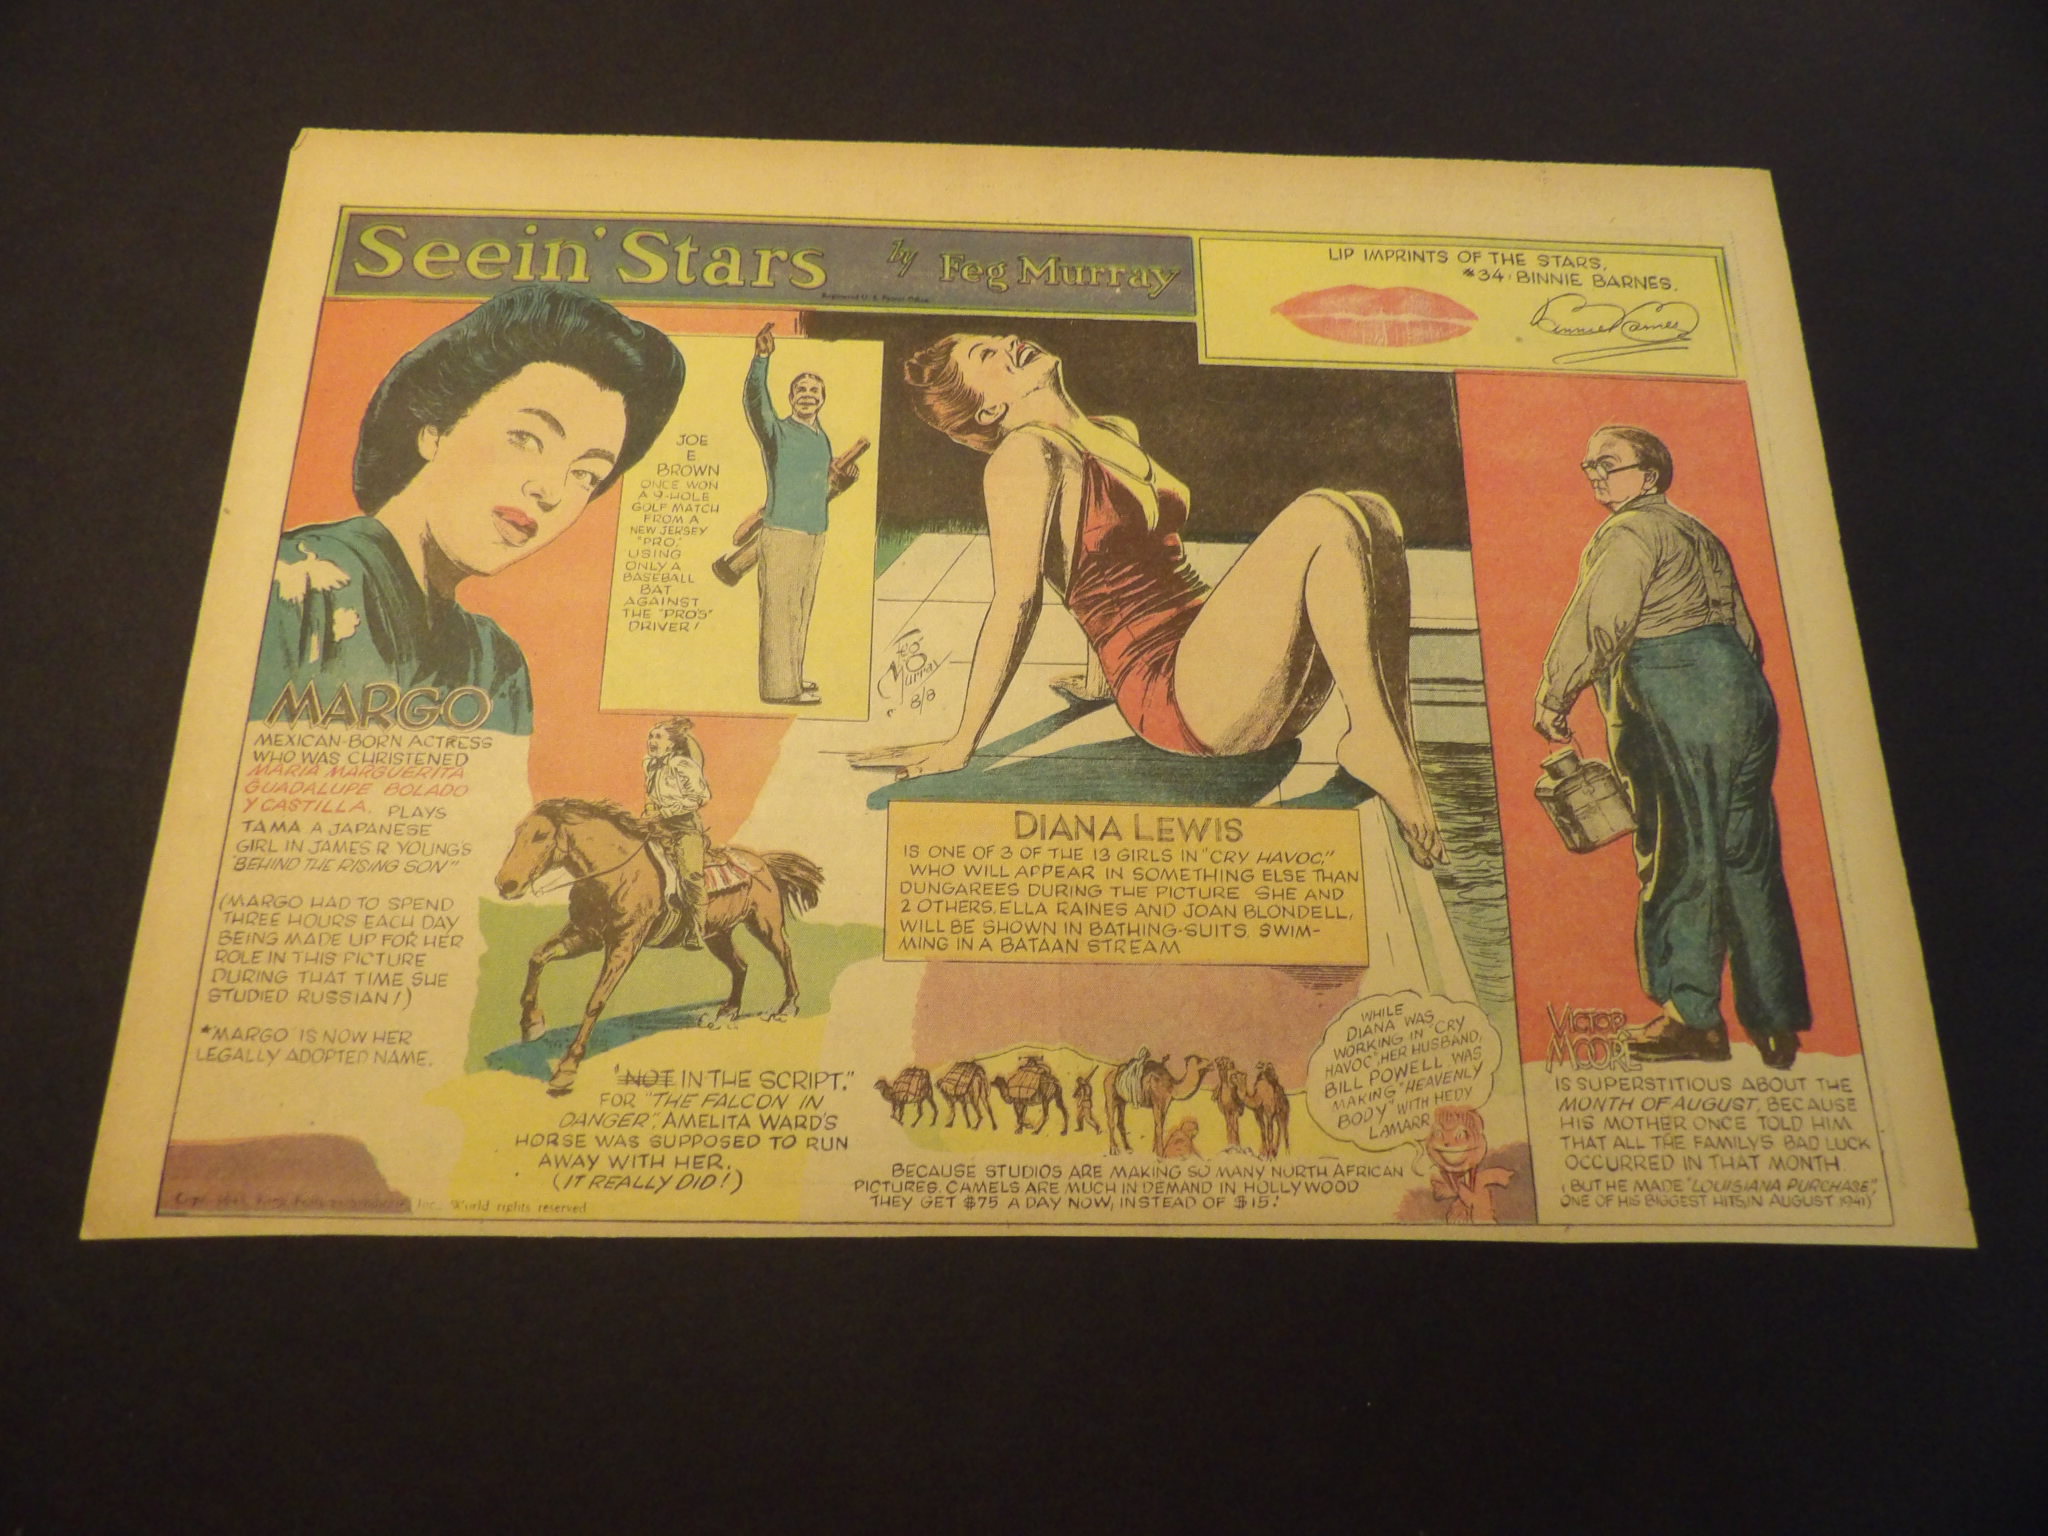 Seein' Stars by Feg Murray
Registered U. S. Patent Office
LIP IMPRINTS OF THE STARS,
#34: BINNIE BARNES.
Binnie Barnes
JOE
E
BROWN
ONCE WON
A 9-HOLE
GOLF MATCH
FROM A
NEW JERSEY
"PRO,"
USING
ONLY A
BASEBALL
BAT
AGAINST
THE "PRO'S"
DRIVER!
Feg
Murray
8/8
MARGO
MEXICAN-BORN ACTRESS
WHO WAS CHRISTENED
MARIA MARGUERITA
GUADALUPE BOLADO
Y CASTILLA, PLAYS
TAMA A JAPANESE
GIRL IN JAMES R YOUNG'S
"BEHIND THE RISING SON"
(MARGO HAD TO SPEND
THREE HOURS EACH DAY
BEING MADE UP FOR HER
ROLE IN THIS PICTURE
DURING THAT TIME SHE
STUDIED RUSSIAN!)
*"MARGO" IS NOW HER
LEGALLY ADOPTED NAME.
"NOT IN THE SCRIPT."
FOR "THE FALCON IN
DANGER", AMELITA WARD'S
HORSE WAS SUPPOSED TO RUN
AWAY WITH HER.
(IT REALLY DID!)
Inc., World rights reserved
DIANA LEWIS
IS ONE OF 3 OF THE 13 GIRLS IN "CRY HAVOC,"
WHO WILL APPEAR IN SOMETHING ELSE THAN
DUNGAREES DURING THE PICTURE SHE AND
2 OTHERS, ELLA RAINES AND JOAN BLONDELL,
WILL BE SHOWN IN BATHING-SUITS, SWIM-
MING IN A BATAAN STREAM
WHILE
DIANA WAS
WORKING IN "CRY
HAVOC" HER HUSBAND,
BILL POWELL WAS
MAKING "HEAVENLY
BODY" WITH HEDY
LAMARR
BECAUSE STUDIOS ARE MAKING SO MANY NORTH AFRICAN
PICTURES, CAMELS ARE MUCH IN DEMAND IN HOLLYWOOD
THEY GET $75 A DAY NOW, INSTEAD OF $15!
VICTOR
MOORE
IS SUPERSTITIOUS ABOUT THE
MONTH OF AUGUST, BECAUSE
HIS MOTHER ONCE TOLD HIM
THAT ALL THE FAMILY'S BAD LUCK
OCCURRED IN THAT MONTH.
(BUT HE MADE "LOUISIANA PURCHASE,"
ONE OF HIS BIGGEST HITS, IN AUGUST 1941)